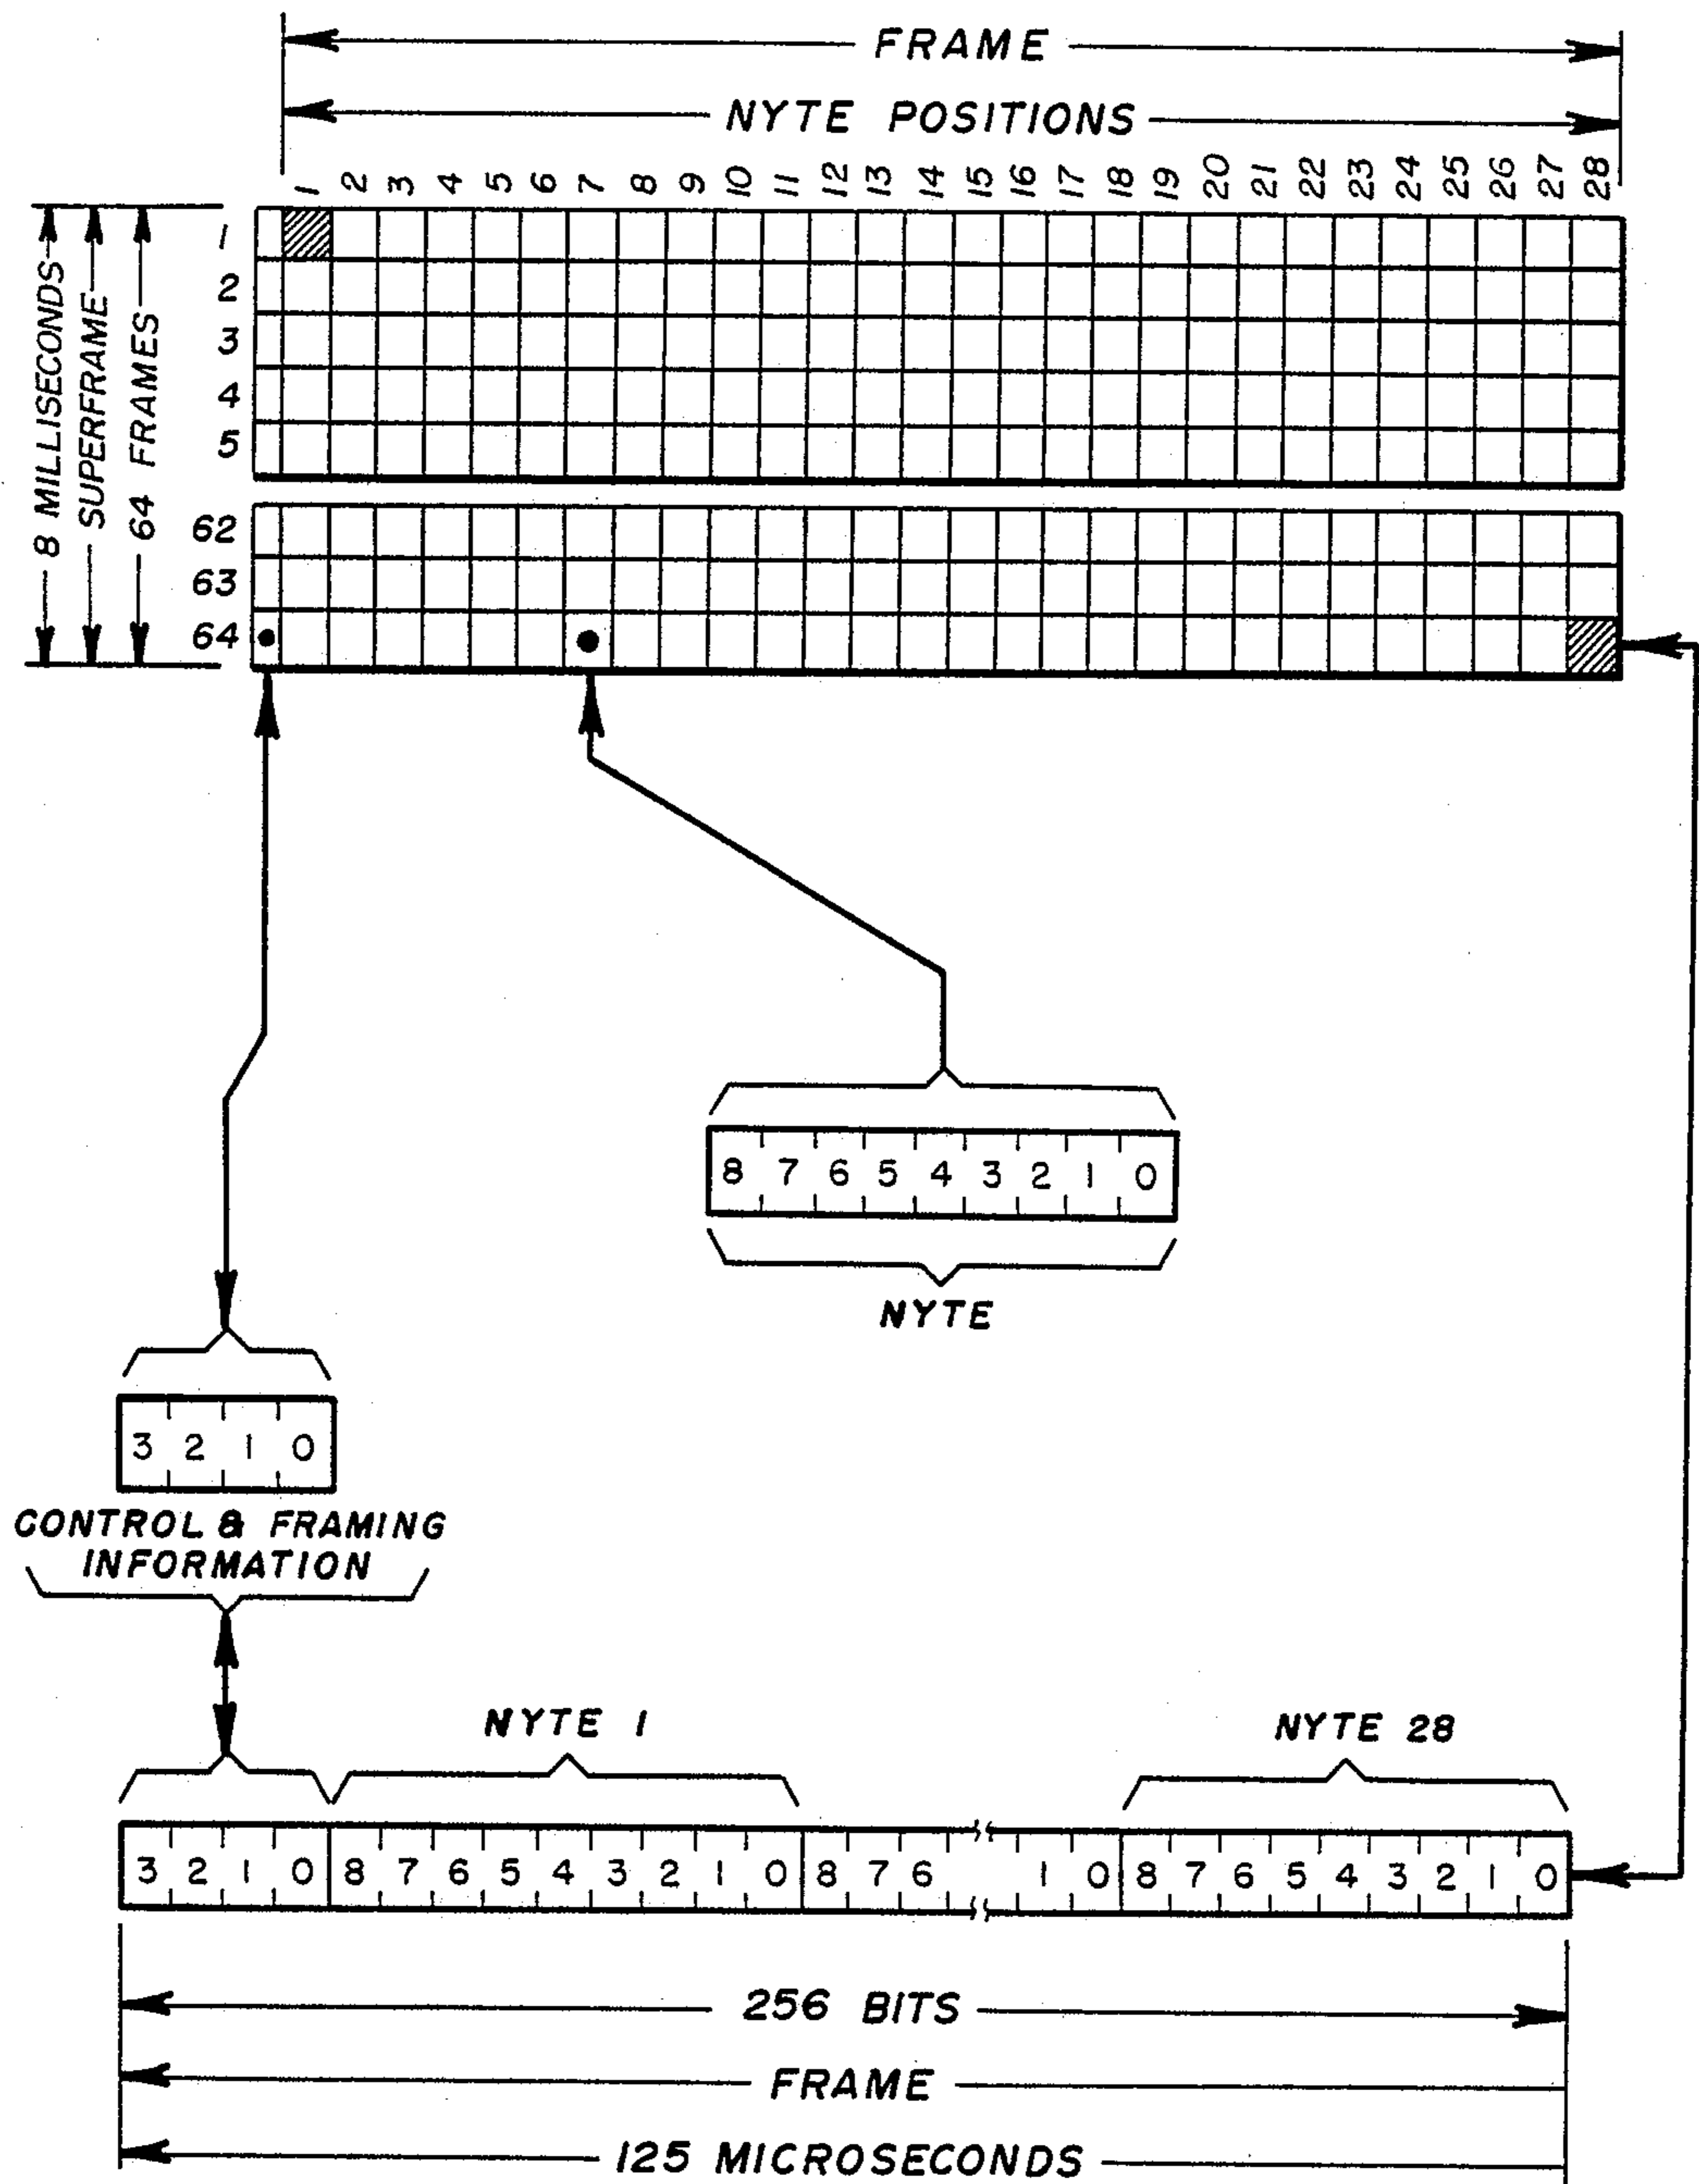 FRAME
NYTE POSITIONS
1 2 3 4 5 6 7 8 9 10 11 12 13 14 15 16 17 18 19 20 21 22 23 24 25 26 27 28
8 MILLISECONDS
SUPERFRAME
64 FRAMES
1
2
3
4
5
62
63
64
8 7 6 5 4 3 2 1 0
NYTE
3 2 1 0
CONTROL & FRAMING
INFORMATION
NYTE 1
NYTE 28
3 2 1 0 8 7 6 5 4 3 2 1 0 8 7 6 1 0 8 7 6 5 4 3 2 1 0
256 BITS
FRAME
125 MICROSECONDS